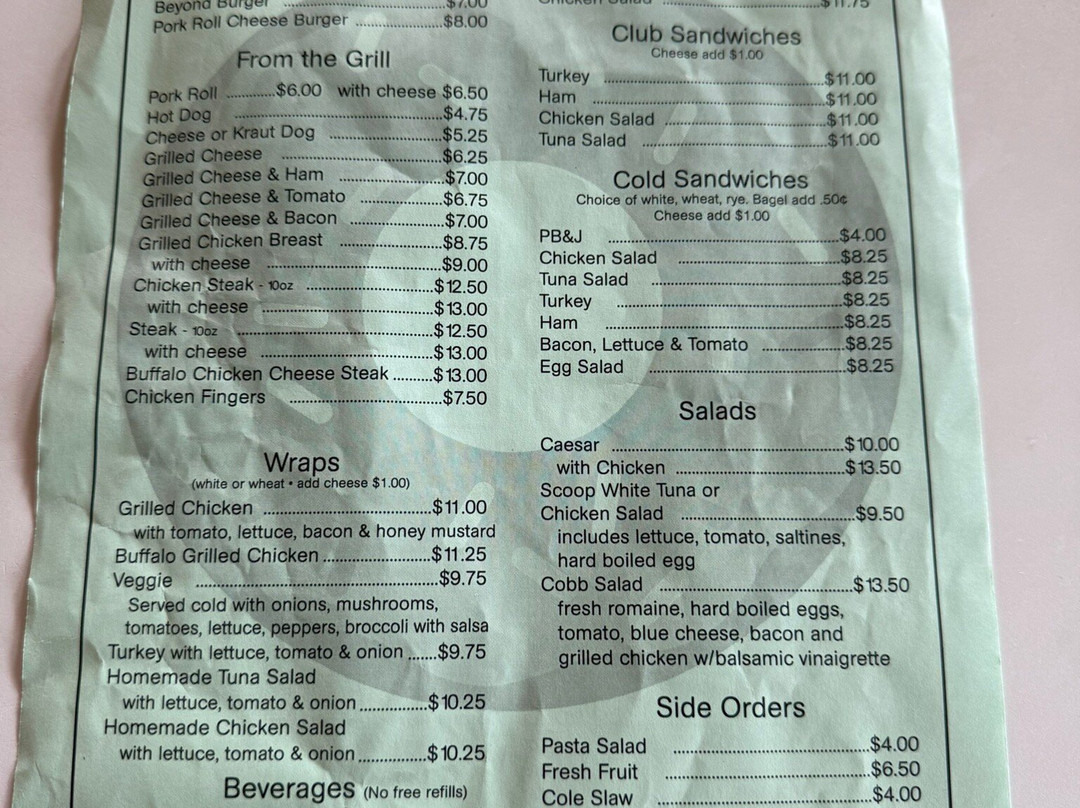 Beyond Burger $7.00
Pork Roll Cheese Burger $8.00
From the Grill
Pork Roll $6.00 with cheese $6.50
Hot Dog $4.75
Cheese or Kraut Dog $5.25
Grilled Cheese $6.25
Grilled Cheese & Ham $7.00
Grilled Cheese & Tomato $6.75
Grilled Cheese & Bacon $7.00
Grilled Chicken Breast $8.75
with cheese $9.00
Chicken Steak - 10oz $12.50
with cheese $13.00
Steak - 10oz $12.50
with cheese $13.00
Buffalo Chicken Cheese Steak $13.00
Chicken Fingers $7.50
Wraps
(white or wheat • add cheese $1.00)
Grilled Chicken $11.00
with tomato, lettuce, bacon & honey mustard
Buffalo Grilled Chicken $11.25
Veggie $9.75
Served cold with onions, mushrooms,
tomatoes, lettuce, peppers, broccoli with salsa
Turkey with lettuce, tomato & onion $9.75
Homemade Tuna Salad
with lettuce, tomato & onion $10.25
Homemade Chicken Salad
with lettuce, tomato & onion $10.25
Beverages (No free refills)
Chicken Salad $11.75
Club Sandwiches
Cheese add $1.00
Turkey $11.00
Ham $11.00
Chicken Salad $11.00
Tuna Salad $11.00
Cold Sandwiches
Choice of white, wheat, rye. Bagel add .50¢
Cheese add $1.00
PB&J $4.00
Chicken Salad $8.25
Tuna Salad $8.25
Turkey $8.25
Ham $8.25
Bacon, Lettuce & Tomato $8.25
Egg Salad $8.25
Salads
Caesar $10.00
with Chicken $13.50
Scoop White Tuna or
Chicken Salad $9.50
includes lettuce, tomato, saltines,
hard boiled egg
Cobb Salad $13.50
fresh romaine, hard boiled eggs,
tomato, blue cheese, bacon and
grilled chicken w/balsamic vinaigrette
Side Orders
Pasta Salad $4.00
Fresh Fruit $6.50
Cole Slaw $4.00